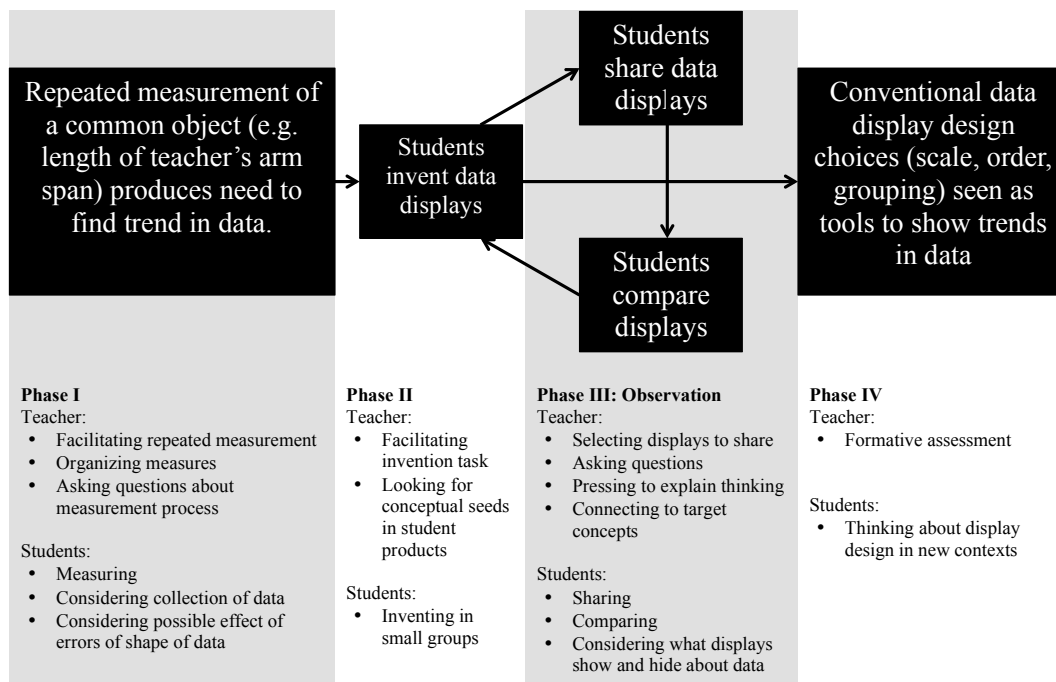 Repeated measurement of
a common object (e.g.
length of teacher's arm
span) produces need to
find trend in data.
Students
invent data
displays
Students
share data
displays
Students
compare
displays
Conventional data
display design
choices (scale, order,
grouping) seen as
tools to show trends
in data
Phase I
Teacher:
• Facilitating repeated measurement
• Organizing measures
• Asking questions about
measurement process
Students:
• Measuring
• Considering collection of data
• Considering possible effect of
errors of shape of data
Phase II
Teacher:
• Facilitating
invention task
• Looking for
conceptual seeds
in student
products
Students:
• Inventing in
small groups
Phase III: Observation
Teacher:
• Selecting displays to share
• Asking questions
• Pressing to explain thinking
• Connecting to target
concepts
Students:
• Sharing
• Comparing
• Considering what displays
show and hide about data
Phase IV
Teacher:
• Formative assessment
Students:
• Thinking about display
design in new contexts